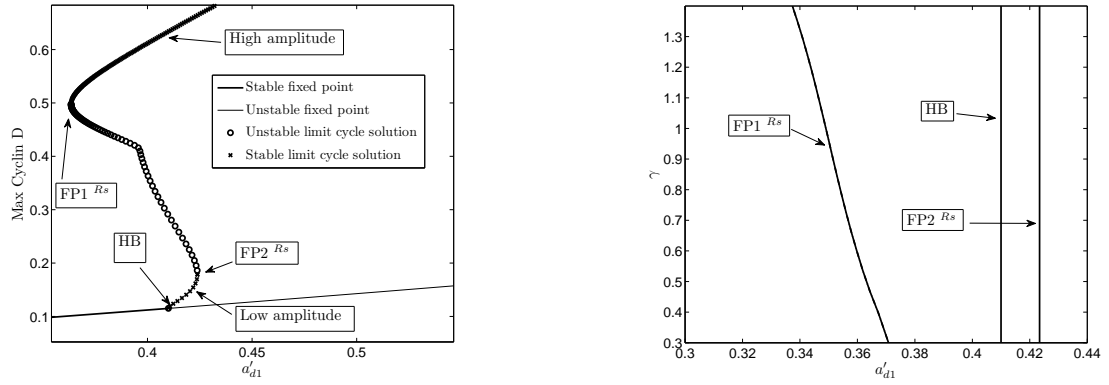 0.6
0.5
0.4
0.3
0.2
0.1
Max Cyclin D
High amplitude
Stable fixed point
Unstable fixed point
Unstable limit cycle solution
Stable limit cycle solution
FP1 Rs
HB
FP2 Rs
Low amplitude
0.4 0.45 0.5
a′d1
1.3
1.2
1.1
1
0.9
0.8
0.7
0.6
0.5
0.4
0.3
γ
HB
FP1 Rs
FP2 Rs
0.3 0.32 0.34 0.36 0.38 0.4 0.42 0.44
a′d1